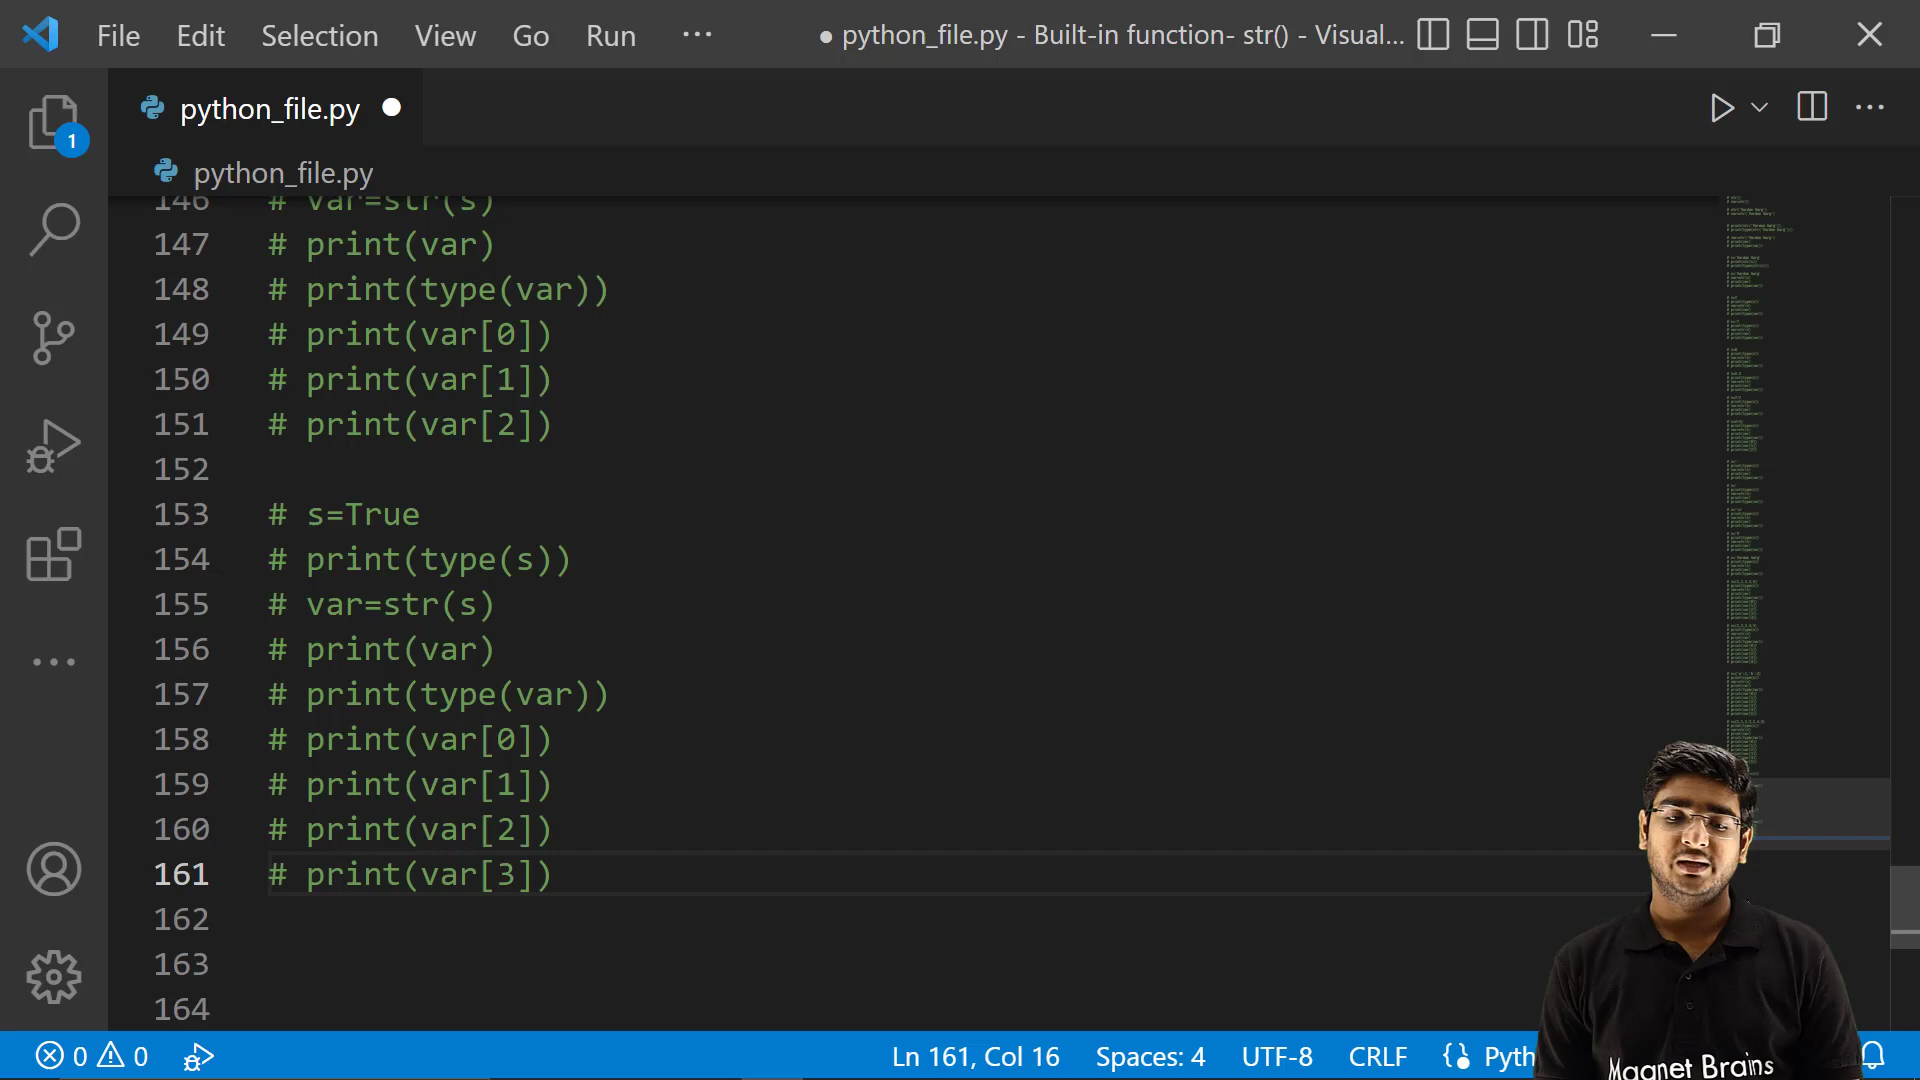 File Edit Selection View Go Run ··· ● python_file.py - Built-in function- str() - Visual...
python_file.py ●
1
python_file.py
146 # var=str(s)
147 # print(var)
148 # print(type(var))
149 # print(var[0])
150 # print(var[1])
151 # print(var[2])
152
153 # s=True
154 # print(type(s))
155 # var=str(s)
156 # print(var)
157 # print(type(var))
158 # print(var[0])
159 # print(var[1])
160 # print(var[2])
161 # print(var[3])
162
163
164
0 0 Ln 161, Col 16 Spaces: 4 UTF-8 CRLF
Magnet Brains